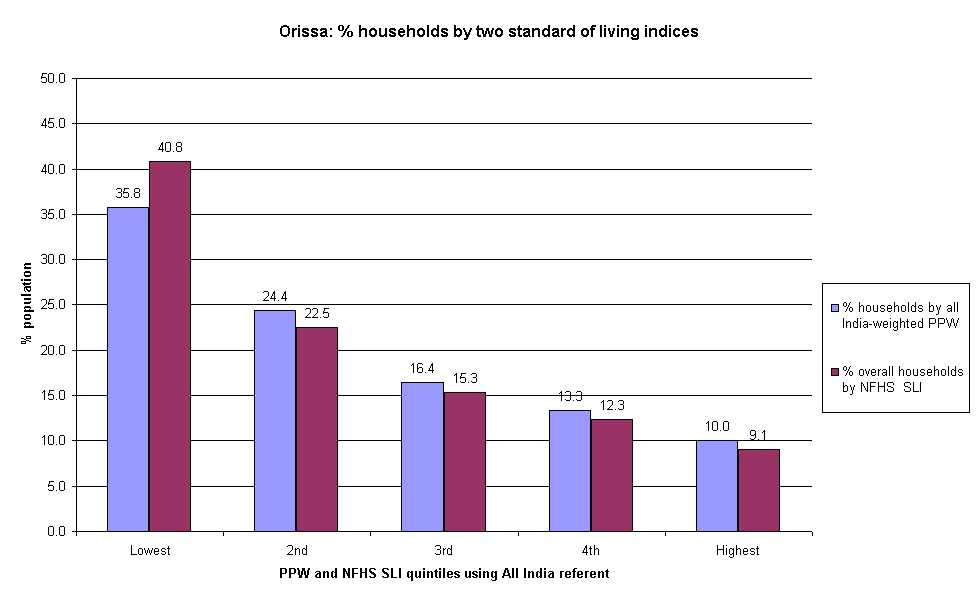 Orissa: % households by two standard of living indices
% population
50.0
45.0
40.0
35.0
30.0
25.0
20.0
15.0
10.0
5.0
0.0
35.8
40.8
24.4
22.5
16.4
15.3
13.3
12.3
10.0
9.1
Lowest
2nd
3rd
4th
Highest
PPW and NFHS SLI quintiles using All India referent
% households by all
India-weighted PPW
% overall households
by NFHS SLI